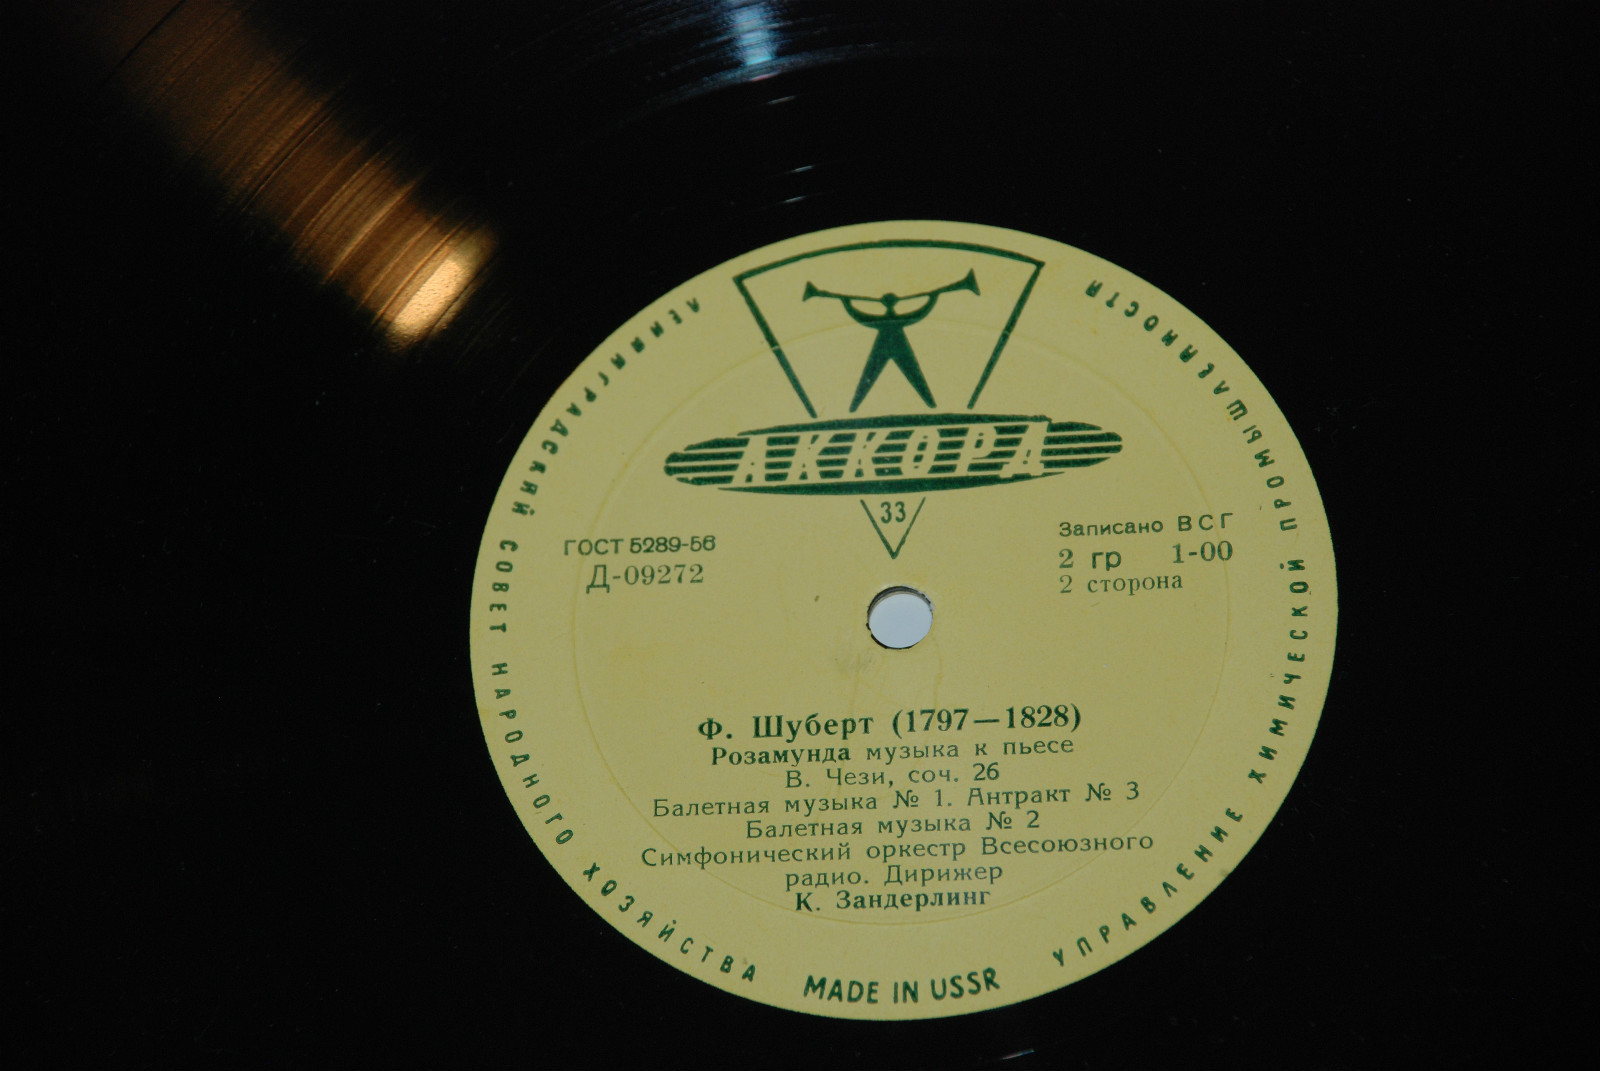 АККОРД
33
ГОСТ 5289-56
Д-09272
Записано ВСГ
2 гр 1-00
2 сторона
Ф. Шуберт (1797—1828)
Розамунда музыка к пьесе
В. Чези, соч. 26
Балетная музыка № 1. Антракт № 3
Балетная музыка № 2
Симфонический оркестр Всесоюзного
радио. Дирижер
К. Зандерлинг
ЛЕНИНГРАДСКИЙ СОВЕТ НАРОДНОГО ХОЗЯЙСТВА
MADE IN USSR
УПРАВЛЕНИЕ ХИМИЧЕСКОЙ ПРОМЫШЛЕННОСТИ